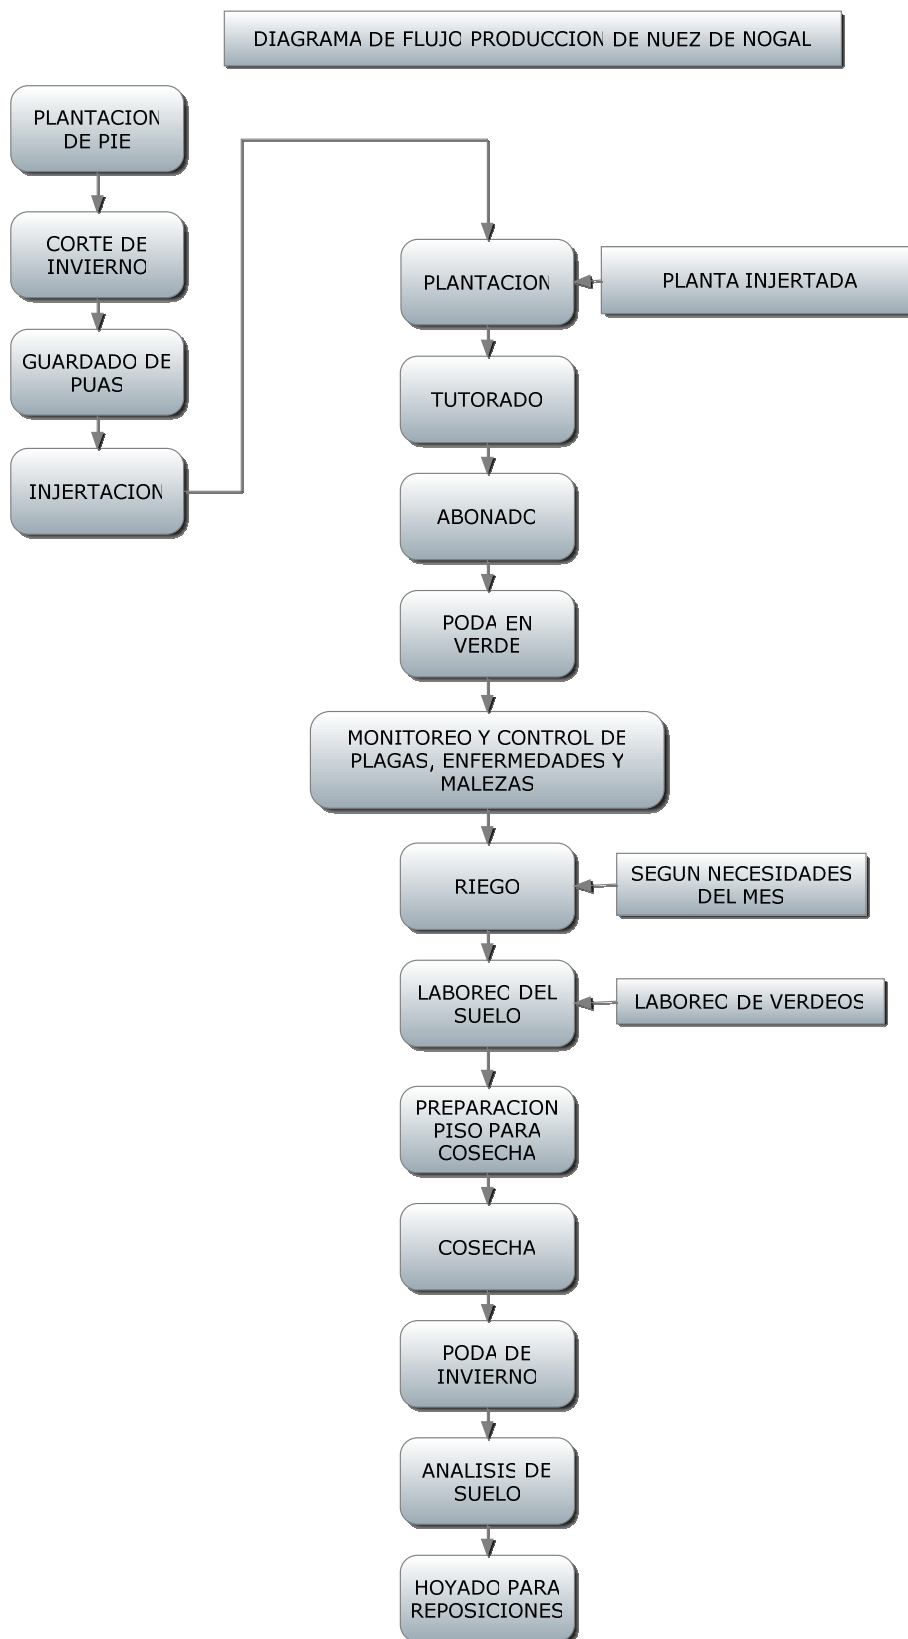 DIAGRAMA DE FLUJO PRODUCCION DE NUEZ DE NOGAL
PLANTACION
DE PIE
CORTE DE
INVIERNO
GUARDADO DE
PUAS
INJERTACION
PLANTACION
PLANTA INJERTADA
TUTORADO
ABONADO
PODA EN
VERDE
MONITOREO Y CONTROL DE
PLAGAS, ENFERMEDADES Y
MALEZAS
RIEGO
SEGUN NECESIDADES
DEL MES
LABOREO DEL
SUELO
LABOREO DE VERDEOS
PREPARACION
PISO PARA
COSECHA
COSECHA
PODA DE
INVIERNO
ANALISIS DE
SUELO
HOYADO PARA
REPOSICIONES